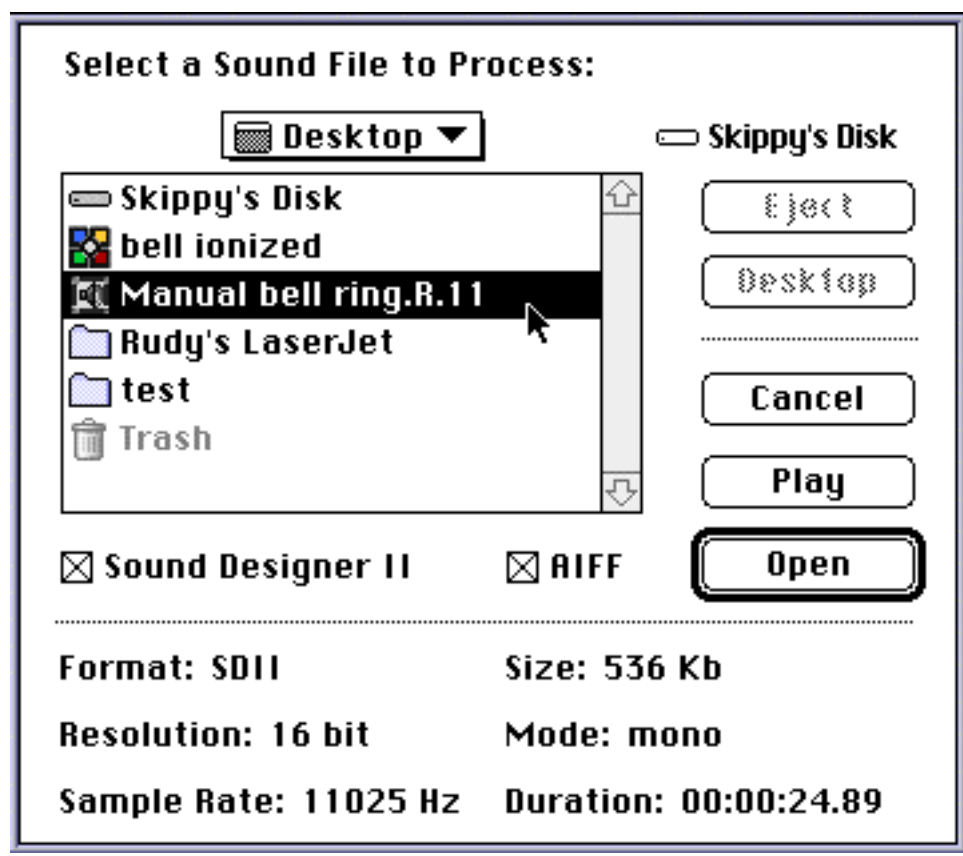 Select a Sound File to Process:
Desktop
Skippy's Disk
Skippy's Disk
bell ionized
Manual bell ring.R.11
Rudy's LaserJet
test
Trash
Eject
Desktop
Cancel
Play
Open
Sound Designer II
AIFF
Format: SDII
Size: 536 Kb
Resolution: 16 bit
Mode: mono
Sample Rate: 11025 Hz
Duration: 00:00:24.89